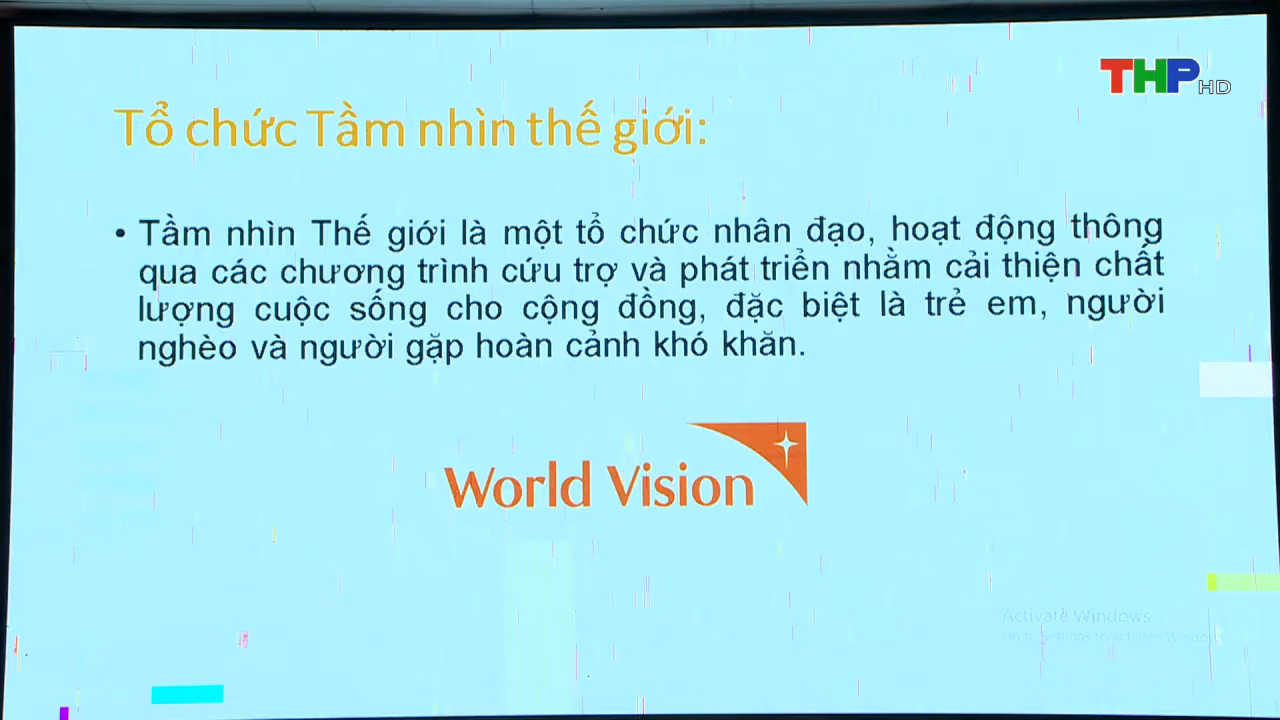 THP HD
Tổ chức Tầm nhìn thế giới:
• Tầm nhìn Thế giới là một tổ chức nhân đạo, hoạt động thông
qua các chương trình cứu trợ và phát triển nhằm cải thiện chất
lượng cuộc sống cho cộng đồng, đặc biệt là trẻ em, người
nghèo và người gặp hoàn cảnh khó khăn.
World Vision
Activate Windows